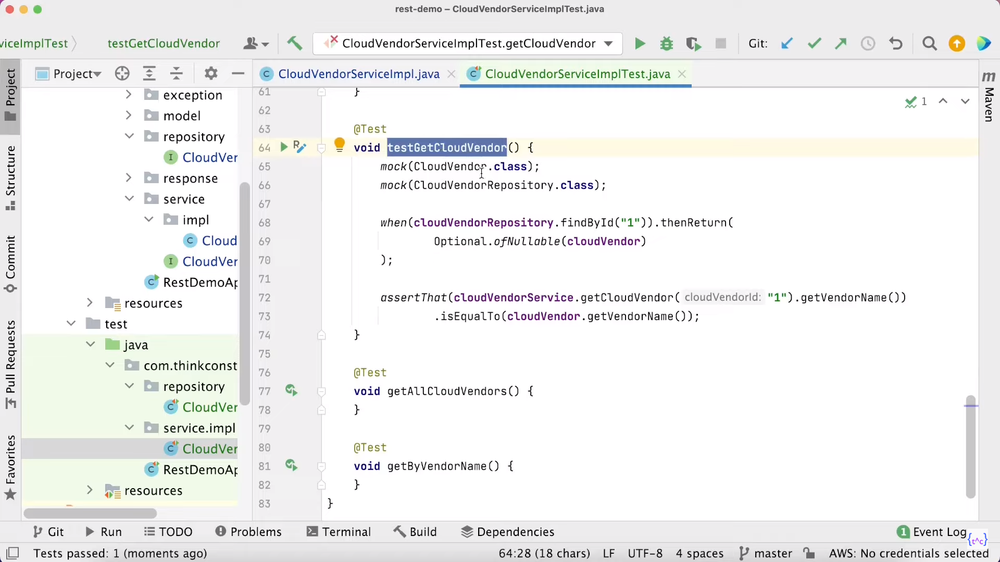 rest-demo – CloudVendorServiceImplTest.java
viceImplTest
testGetCloudVendor
CloudVendorServiceImplTest.getCloudVendor
Git:
Project
CloudVendorServiceImpl.java
CloudVendorServiceImplTest.java
Project
Structure
Commit
Pull Requests
Favorites
exception
model
repository
I CloudVer
response
service
impl
C Cloud
I CloudVer
C RestDemoAp
resources
test
java
com.thinkconst
repository
C CloudVer
service.impl
C CloudVer
C RestDemoAp
resources
61 }
62
63 @Test
64 void testGetCloudVendor() {
65 mock(CloudVendor.class);
66 mock(CloudVendorRepository.class);
67
68 when(cloudVendorRepository.findById("1")).thenReturn(
69 Optional.ofNullable(cloudVendor)
70 );
71
72 assertThat(cloudVendorService.getCloudVendor( cloudVendorId: "1").getVendorName())
73 .isEqualTo(cloudVendor.getVendorName());
74 }
75
76 @Test
77 void getAllCloudVendors() {
78 }
79
80 @Test
81 void getByVendorName() {
82 }
83 }
1
m
Maven
Git
Run
TODO
Problems
Terminal
Build
Dependencies
1 Event Log
{t^c}
Tests passed: 1 (moments ago)
64:28 (18 chars)
LF
UTF-8
4 spaces
master
AWS: No credentials selected